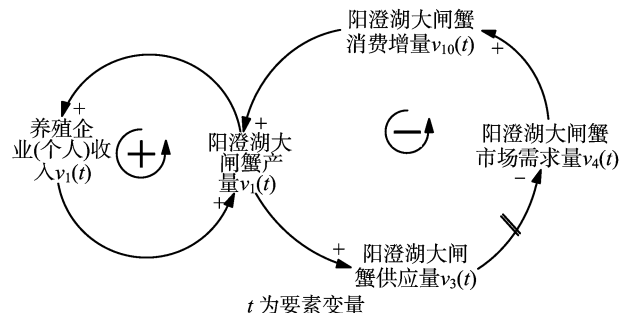 阳澄湖大闸蟹
消费增量v₁₀(t)
+
+
+
养殖企
业(个人)收
入v₁(t)
+
阳澄湖大
闸蟹产
量v₁(t)
+
−
阳澄湖大闸蟹
市场需求量v₄(t)
−
+
阳澄湖大闸
蟹供应量v₃(t)
t 为要素变量